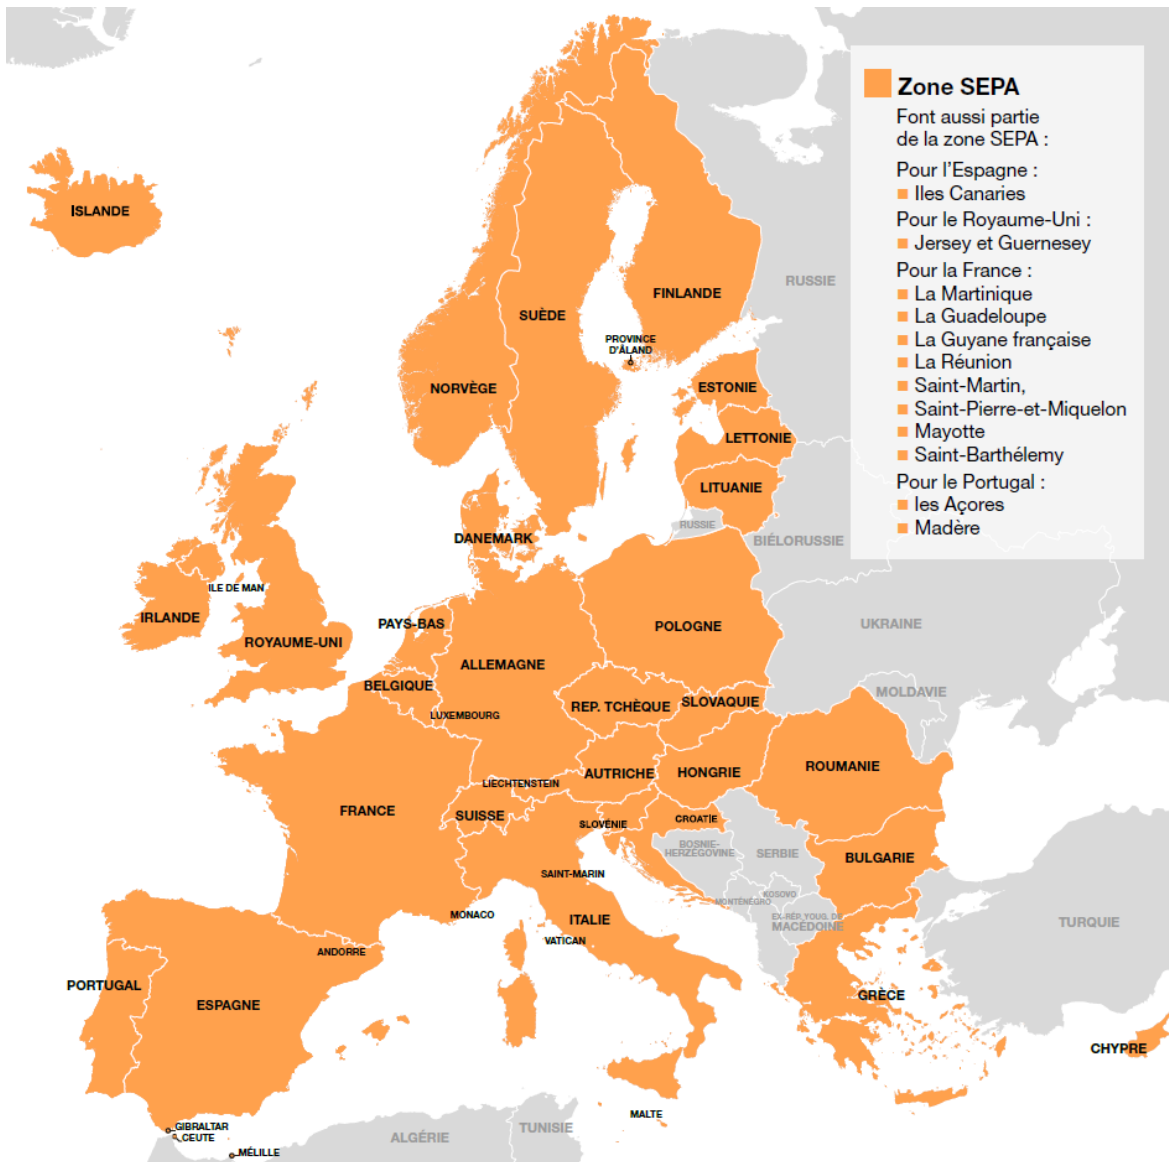 Zone SEPA
Font aussi partie
de la zone SEPA :
Pour l'Espagne :
Iles Canaries
Pour le Royaume-Uni :
Jersey et Guernesey
Pour la France :
La Martinique
La Guadeloupe
La Guyane française
La Réunion
Saint-Martin,
Saint-Pierre-et-Miquelon
Mayotte
Saint-Barthélemy
Pour le Portugal :
les Açores
Madère
ISLANDE
RUSSIE
FINLANDE
SUÈDE
PROVINCE
D'ÅLAND
NORVÈGE
ESTONIE
LETTONIE
LITUANIE
RUSSIE
DANEMARK
BIÉLORUSSIE
ILE DE MAN
IRLANDE
PAYS-BAS
POLOGNE
UKRAINE
ROYAUME-UNI
ALLEMAGNE
BELGIQUE
MOLDAVIE
SLOVAQUIE
REP. TCHÈQUE
LUXEMBOURG
ROUMANIE
AUTRICHE
HONGRIE
LIECHTENSTEIN
FRANCE
SUISSE
SLOVÉNIE
CROATIE
BOSNIE-
HERZÉGOVINE
SERBIE
BULGARIE
SAINT-MARIN
KOSOVO
MONTÉNÉGRO
MONACO
ITALIE
EX-RÉP. YOUG. DE
MACÉDOINE
TURQUIE
VATICAN
ANDORRE
PORTUGAL
ESPAGNE
GRÈCE
CHYPRE
MALTE
GIBRALTAR
CEUTE
MÉLILLE
ALGÉRIE
TUNISIE